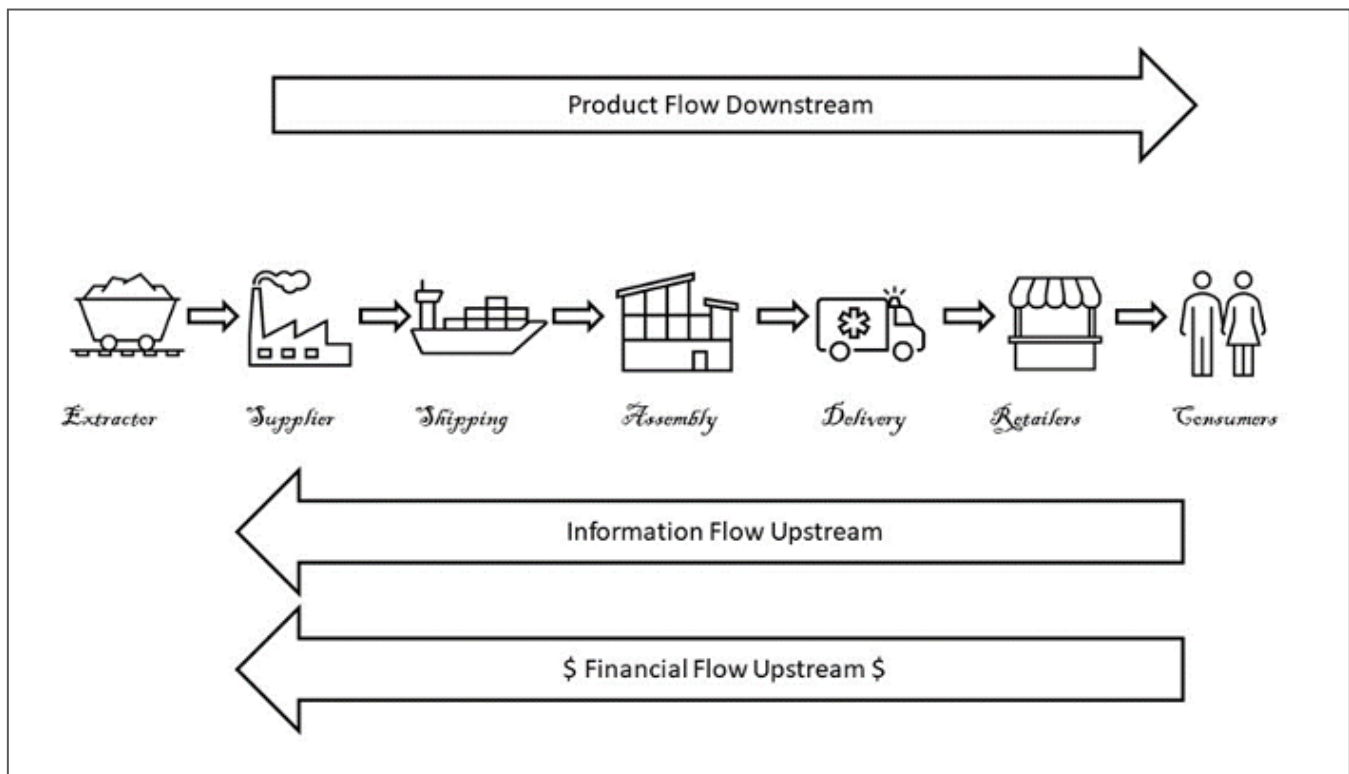 Product Flow Downstream
Extractor
Supplier
Shipping
Assembly
Delivery
Retailers
Consumers
Information Flow Upstream
$ Financial Flow Upstream $